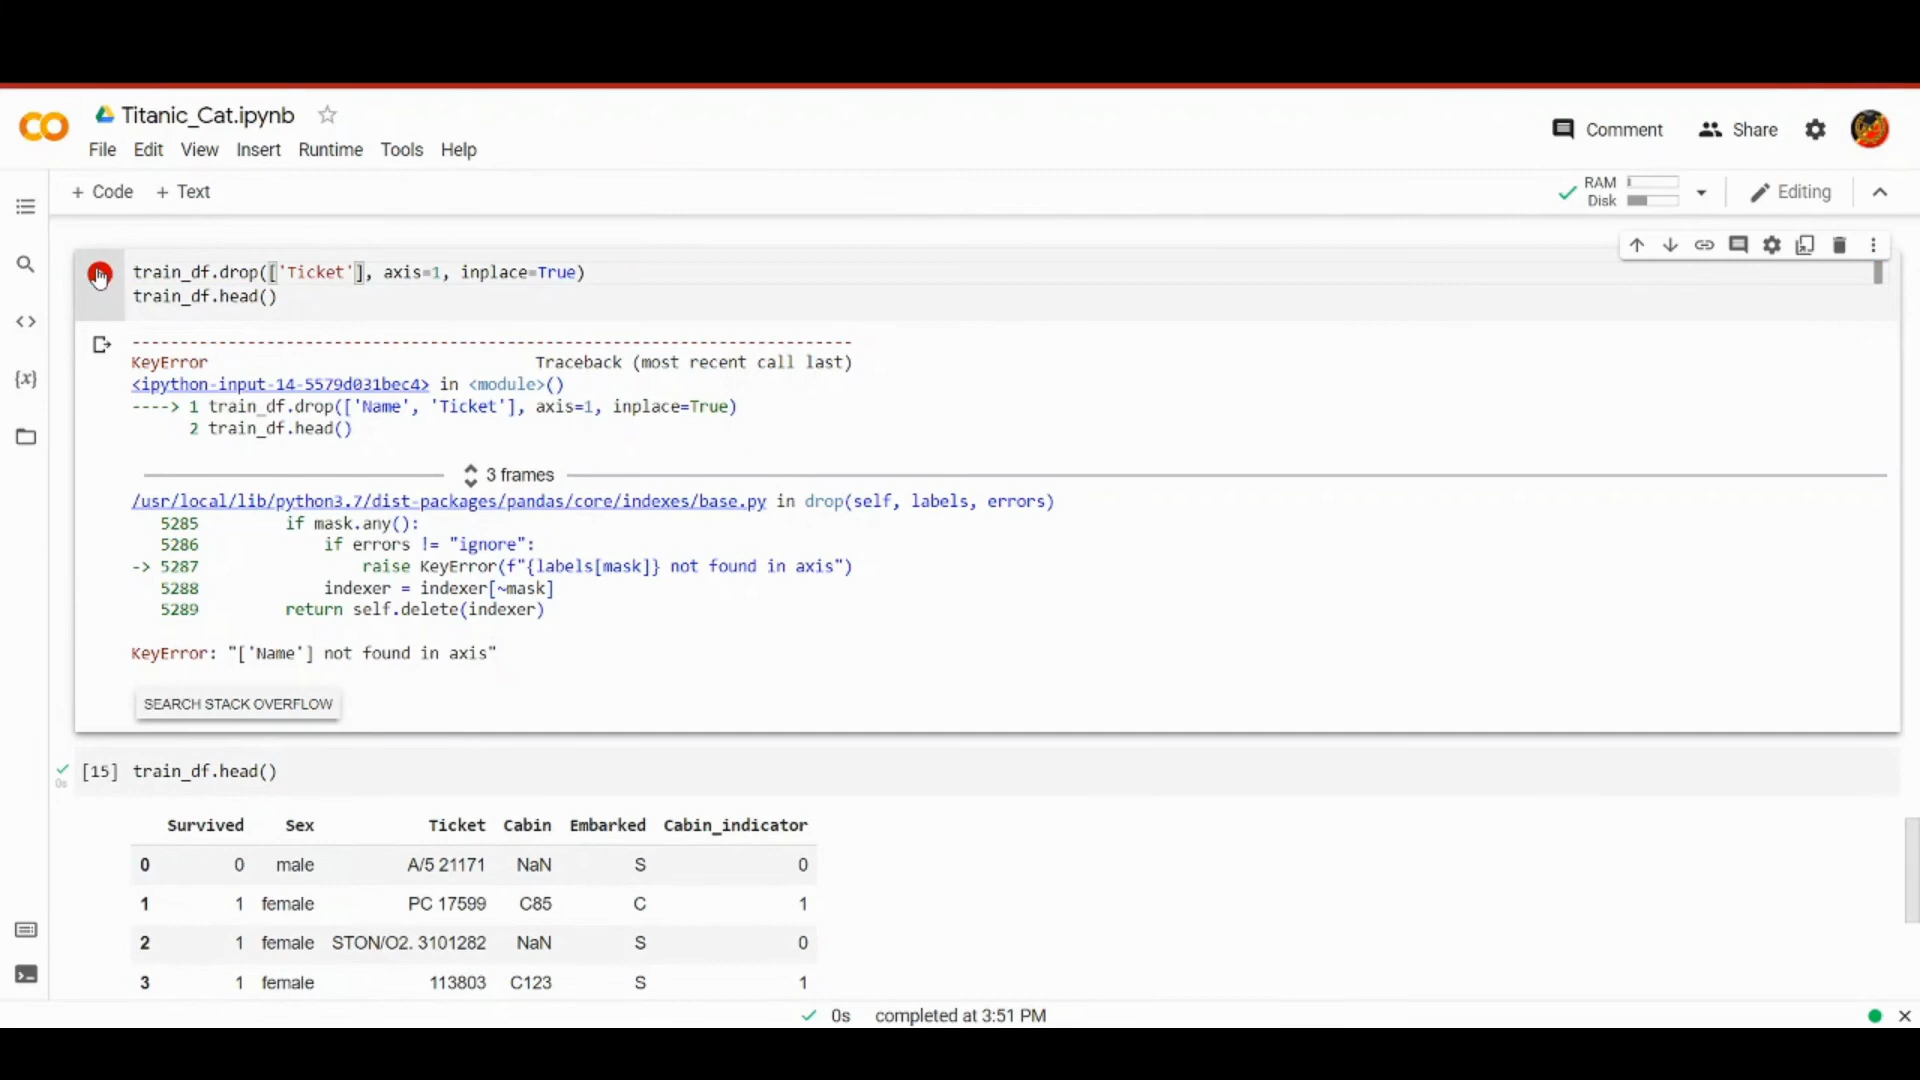 Titanic_Cat.ipynb
File Edit View Insert Runtime Tools Help
Comment Share
+ Code + Text
RAM
Disk
Editing
train_df.drop(['Ticket'], axis=1, inplace=True)
train_df.head()
---------------------------------------------------------------------------
KeyError Traceback (most recent call last)
<ipython-input-14-5579d031bec4> in <module>()
----> 1 train_df.drop(['Name', 'Ticket'], axis=1, inplace=True)
2 train_df.head()
3 frames
/usr/local/lib/python3.7/dist-packages/pandas/core/indexes/base.py in drop(self, labels, errors)
5285 if mask.any():
5286 if errors != "ignore":
-> 5287 raise KeyError(f"{labels[mask]} not found in axis")
5288 indexer = indexer[~mask]
5289 return self.delete(indexer)
KeyError: "['Name'] not found in axis"
SEARCH STACK OVERFLOW
[15] train_df.head()
0s
Survived Sex Ticket Cabin Embarked Cabin_indicator
0 0 male A/5 21171 NaN S 0
1 1 female PC 17599 C85 C 1
2 1 female STON/O2. 3101282 NaN S 0
3 1 female 113803 C123 S 1
0s completed at 3:51 PM